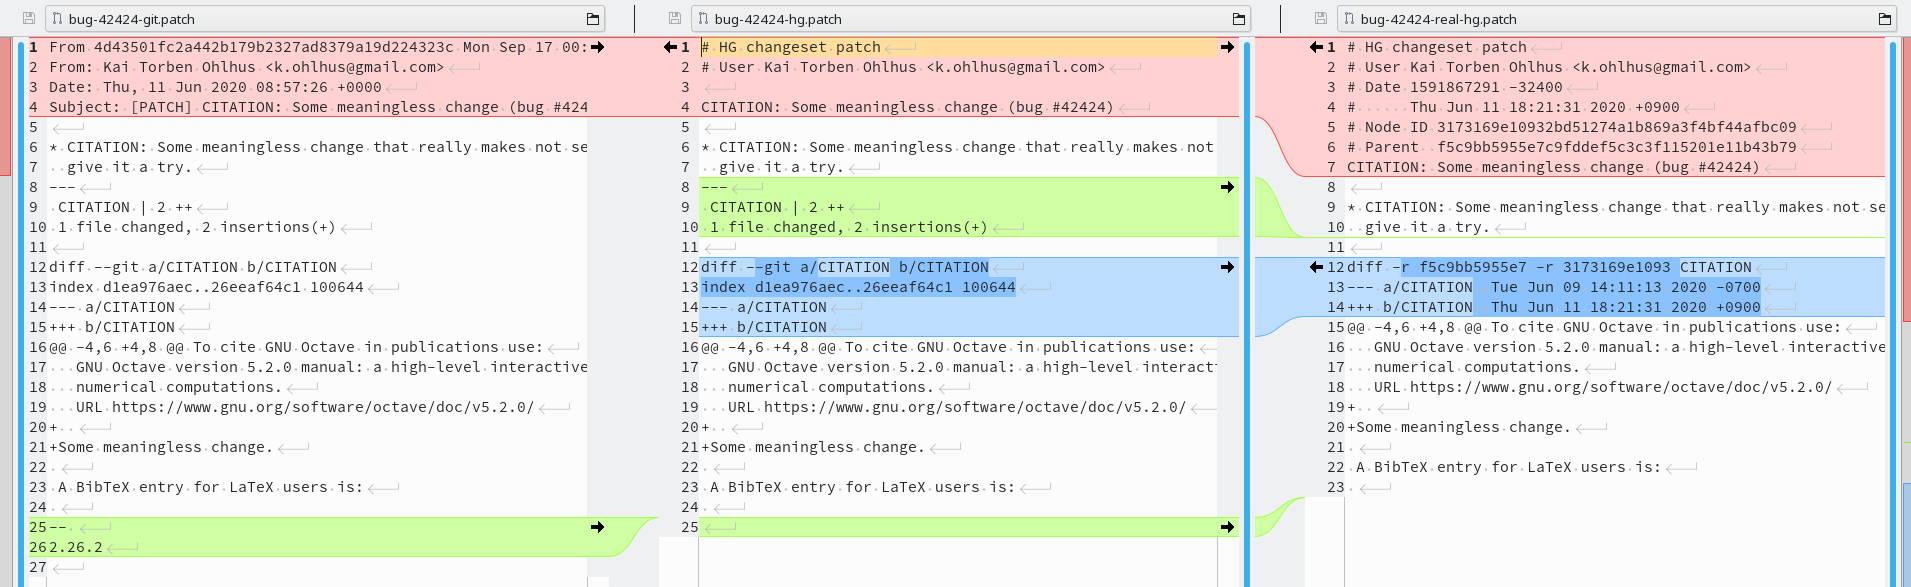 bug-42424-git.patch
1 From 4d43501fc2a442b179b2327ad8379a19d224323c Mon Sep 17 00:
2 From: Kai Torben Ohlhus <k.ohlhus@gmail.com>
3 Date: Thu, 11 Jun 2020 08:57:26 +0000
4 Subject: [PATCH] CITATION: Some meaningless change (bug #424
5
6 * CITATION: Some meaningless change that really makes not se
7   give it a try.
8 ---
9  CITATION | 2 ++
10  1 file changed, 2 insertions(+)
11
12 diff --git a/CITATION b/CITATION
13 index d1ea976aec..26eeaf64c1 100644
14 --- a/CITATION
15 +++ b/CITATION
16 @@ -4,6 +4,8 @@ To cite GNU Octave in publications use:
17    GNU Octave version 5.2.0 manual: a high-level interactive
18    numerical computations.
19    URL https://www.gnu.org/software/octave/doc/v5.2.0/
20 +
21 +Some meaningless change.
22
23  A BibTeX entry for LaTeX users is:
24
25 --
26 2.26.2
27
bug-42424-hg.patch
1 # HG changeset patch
2 # User Kai Torben Ohlhus <k.ohlhus@gmail.com>
3
4 CITATION: Some meaningless change (bug #42424)
5
6 * CITATION: Some meaningless change that really makes not
7   give it a try.
8 ---
9  CITATION | 2 ++
10  1 file changed, 2 insertions(+)
11
12 diff --git a/CITATION b/CITATION
13 index d1ea976aec..26eeaf64c1 100644
14 --- a/CITATION
15 +++ b/CITATION
16 @@ -4,6 +4,8 @@ To cite GNU Octave in publications use:
17    GNU Octave version 5.2.0 manual: a high-level interact
18    numerical computations.
19    URL https://www.gnu.org/software/octave/doc/v5.2.0/
20 +
21 +Some meaningless change.
22
23  A BibTeX entry for LaTeX users is:
24
25
bug-42424-real-hg.patch
1 # HG changeset patch
2 # User Kai Torben Ohlhus <k.ohlhus@gmail.com>
3 # Date 1591867291 -32400
4 #      Thu Jun 11 18:21:31 2020 +0900
5 # Node ID 3173169e10932bd51274a1b869a3f4bf44afbc09
6 # Parent  f5c9bb5955e7c9fddef5c3c3f115201e11b43b79
7 CITATION: Some meaningless change (bug #42424)
8
9 * CITATION: Some meaningless change that really makes not se
10   give it a try.
11
12 diff -r f5c9bb5955e7 -r 3173169e1093 CITATION
13 --- a/CITATION  Tue Jun 09 14:11:13 2020 -0700
14 +++ b/CITATION  Thu Jun 11 18:21:31 2020 +0900
15 @@ -4,6 +4,8 @@ To cite GNU Octave in publications use:
16    GNU Octave version 5.2.0 manual: a high-level interactive
17    numerical computations.
18    URL https://www.gnu.org/software/octave/doc/v5.2.0/
19 +
20 +Some meaningless change.
21
22  A BibTeX entry for LaTeX users is:
23